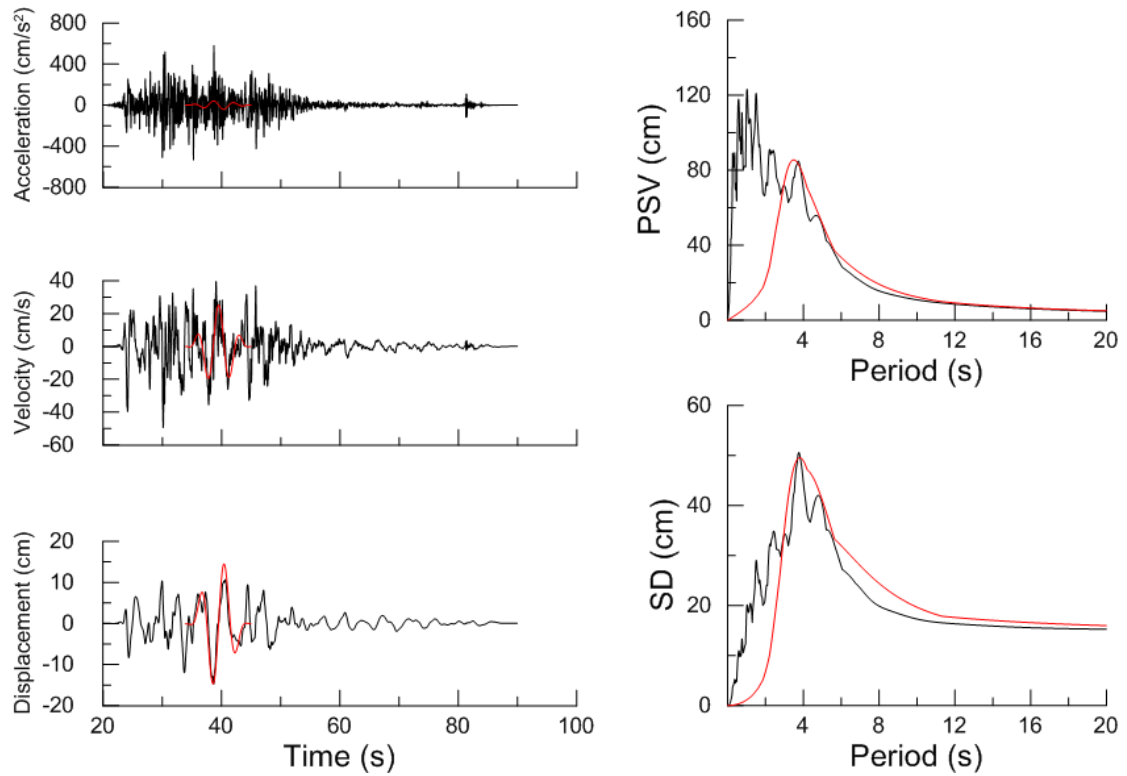 Acceleration (cm/s²)
800
400
0
-400
-800
Velocity (cm/s)
40
20
0
-20
-40
-60
Displacement (cm)
20
10
0
-10
-20
20 40 60 80 100
Time (s)
PSV (cm)
160
120
80
40
0
4 8 12 16 20
Period (s)
SD (cm)
60
40
20
0
4 8 12 16 20
Period (s)